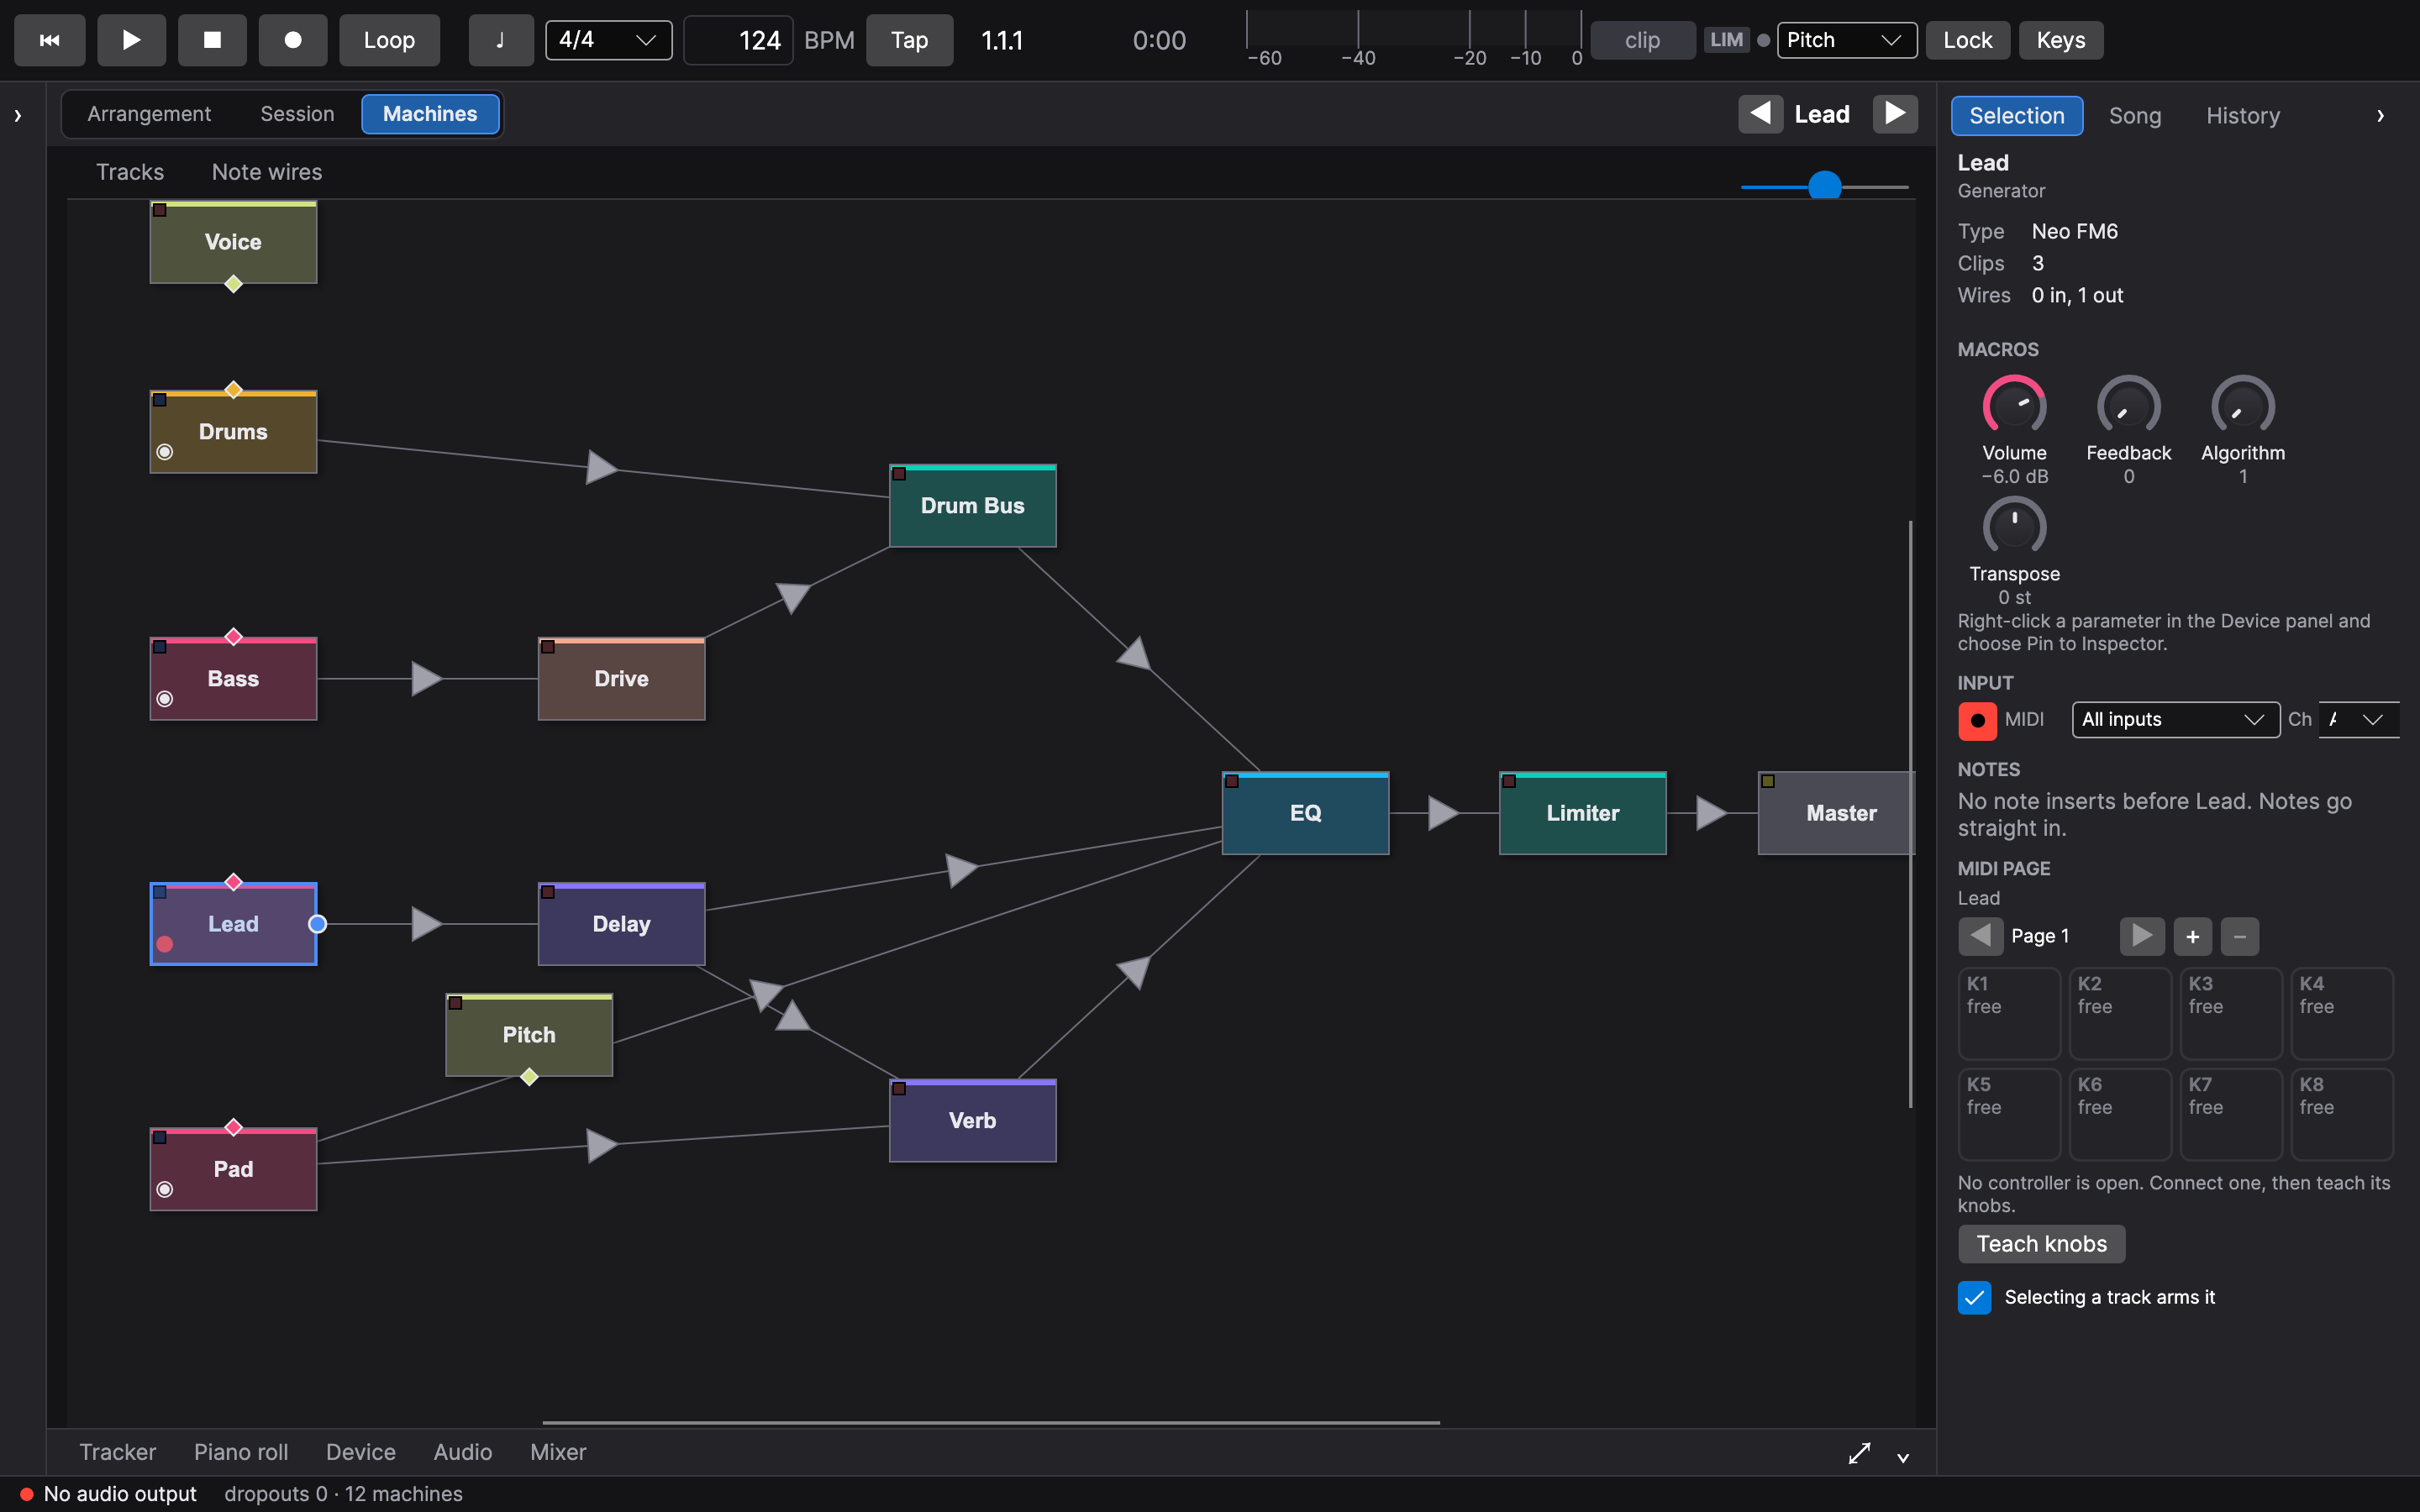 Loop
4/4
124 BPM
Tap
1.1.1
0:00
−60 −40 −20 −10 0
clip
LIM
Pitch
Lock
Keys
Arrangement Session Machines
Lead
Selection Song History
Tracks Note wires
Lead
Generator
Type Neo FM6
Clips 3
Wires 0 in, 1 out
MACROS
Volume Feedback Algorithm
−6.0 dB 0 1
Transpose
0 st
Right-click a parameter in the Device panel and
choose Pin to Inspector.
INPUT
MIDI All inputs Ch
NOTES
No note inserts before Lead. Notes go
straight in.
MIDI PAGE
Lead
Page 1 + −
K1 K2 K3 K4
free free free free
K5 K6 K7 K8
free free free free
No controller is open. Connect one, then teach its
knobs.
Teach knobs
Selecting a track arms it
Voice
Drums
Drum Bus
Bass
Drive
EQ
Limiter
Master
Lead
Delay
Pitch
Verb
Pad
Tracker Piano roll Device Audio Mixer
No audio output dropouts 0 · 12 machines